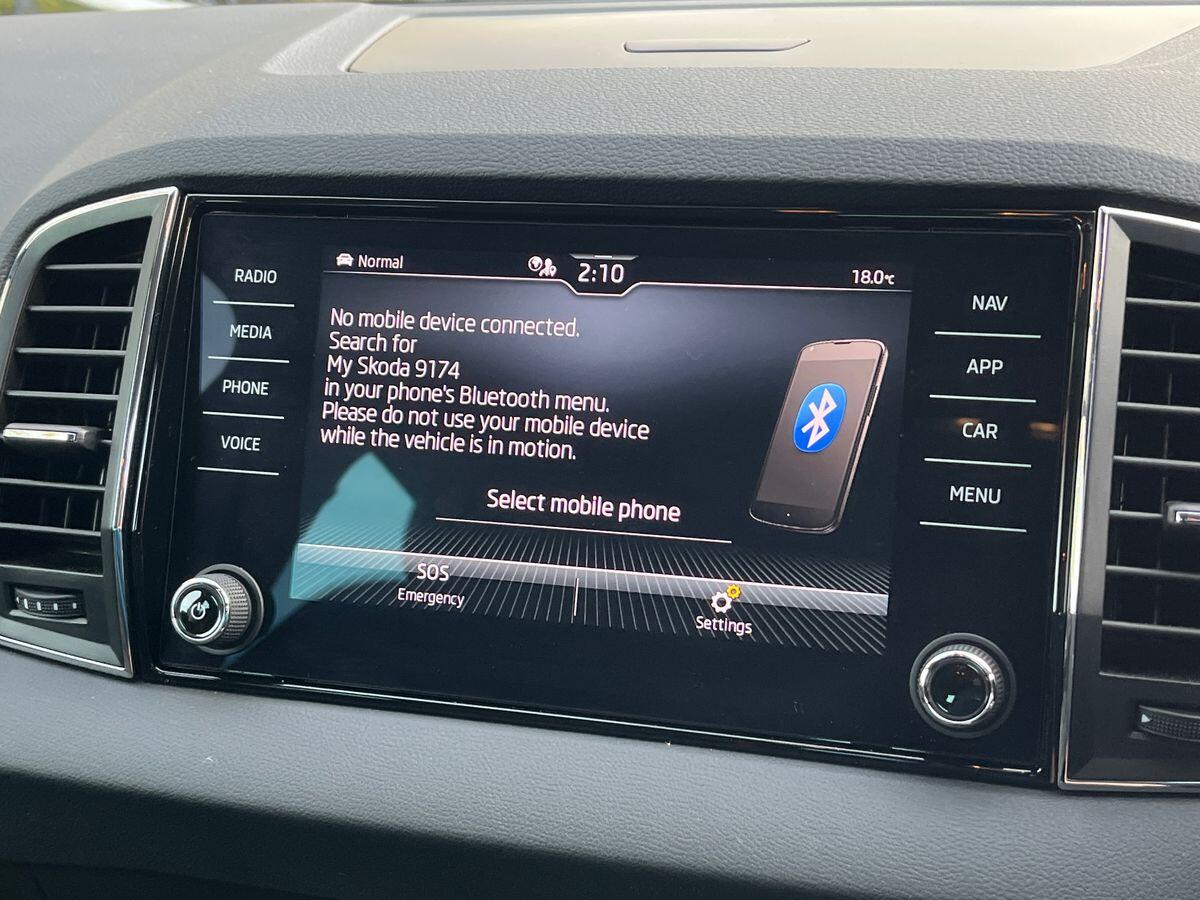 Normal
2:10
18.0°C
RADIO
MEDIA
PHONE
VOICE
No mobile device connected.
Search for
My Skoda 9174
in your phone's Bluetooth menu.
Please do not use your mobile device
while the vehicle is in motion.
Select mobile phone
SOS
Emergency
Settings
NAV
APP
CAR
MENU